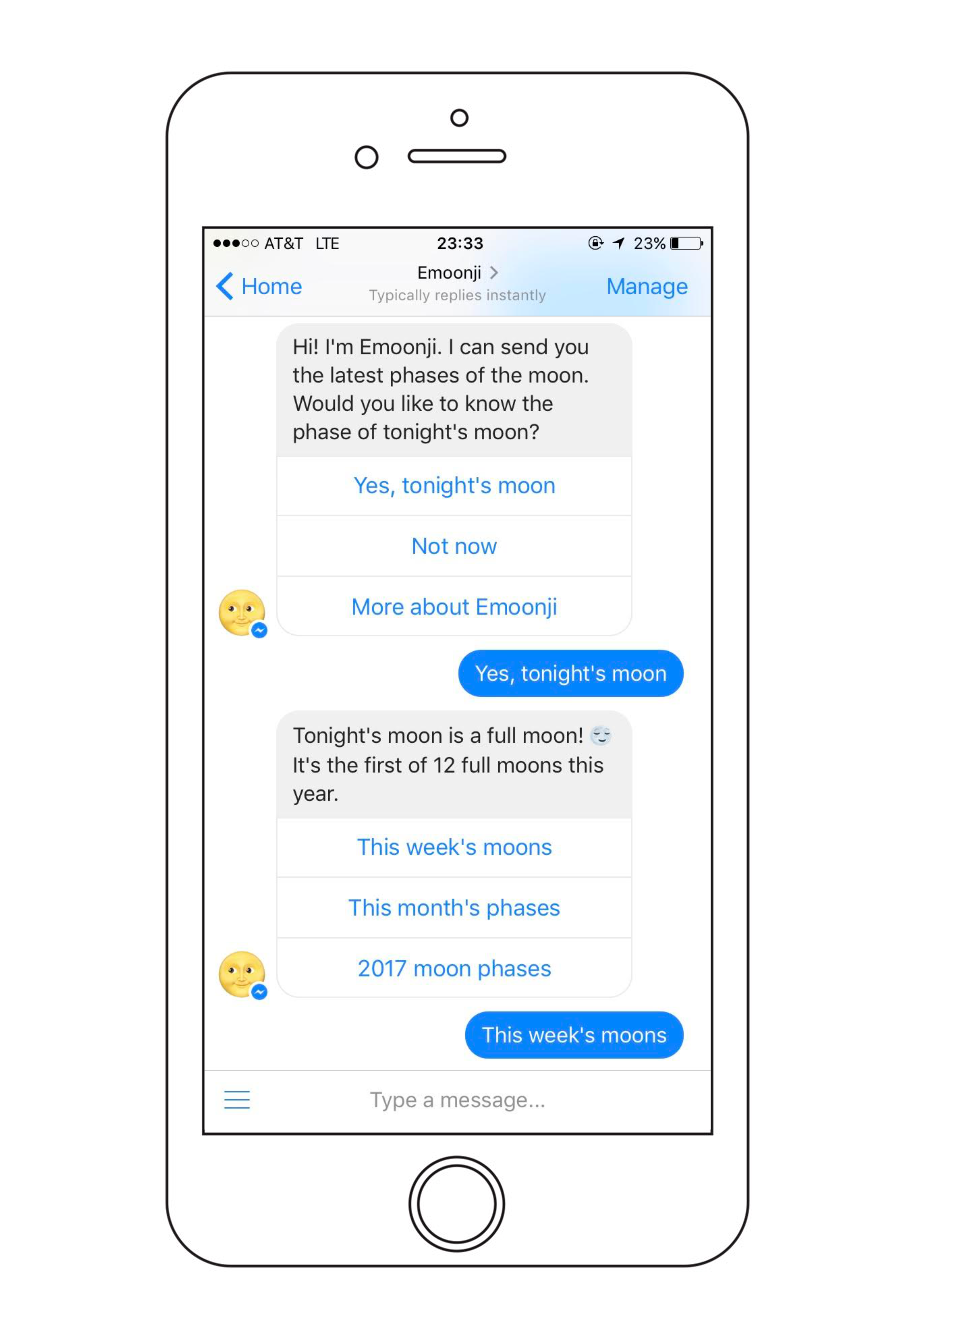 AT&T LTE 23:33 23%
Home Emoonji Manage
Typically replies instantly
Hi! I'm Emoonji. I can send you
the latest phases of the moon.
Would you like to know the
phase of tonight's moon?
Yes, tonight's moon
Not now
More about Emoonji
Yes, tonight's moon
Tonight's moon is a full moon! 🌚
It's the first of 12 full moons this
year.
This week's moons
This month's phases
2017 moon phases
This week's moons
Type a message...